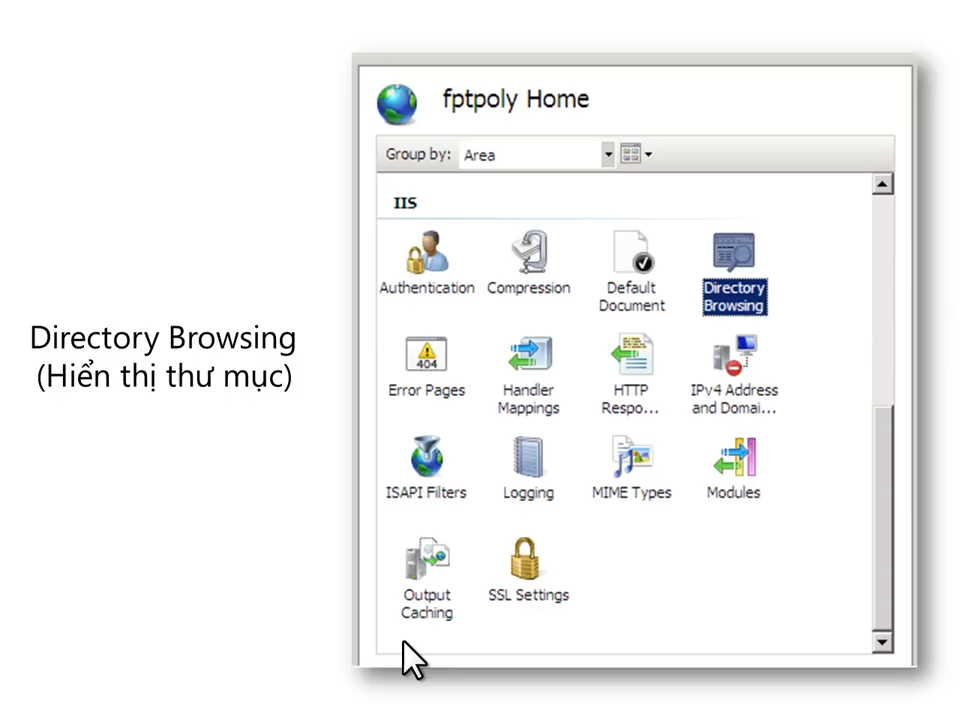 Directory Browsing
(Hiển thị thư mục)
fptpoly Home
Group by:
Area
IIS
Authentication
Compression
Default
Document
Directory
Browsing
404
Error Pages
Handler
Mappings
HTTP
Respo...
IPv4 Address
and Domai...
ISAPI Filters
Logging
MIME Types
Modules
Output
Caching
SSL Settings